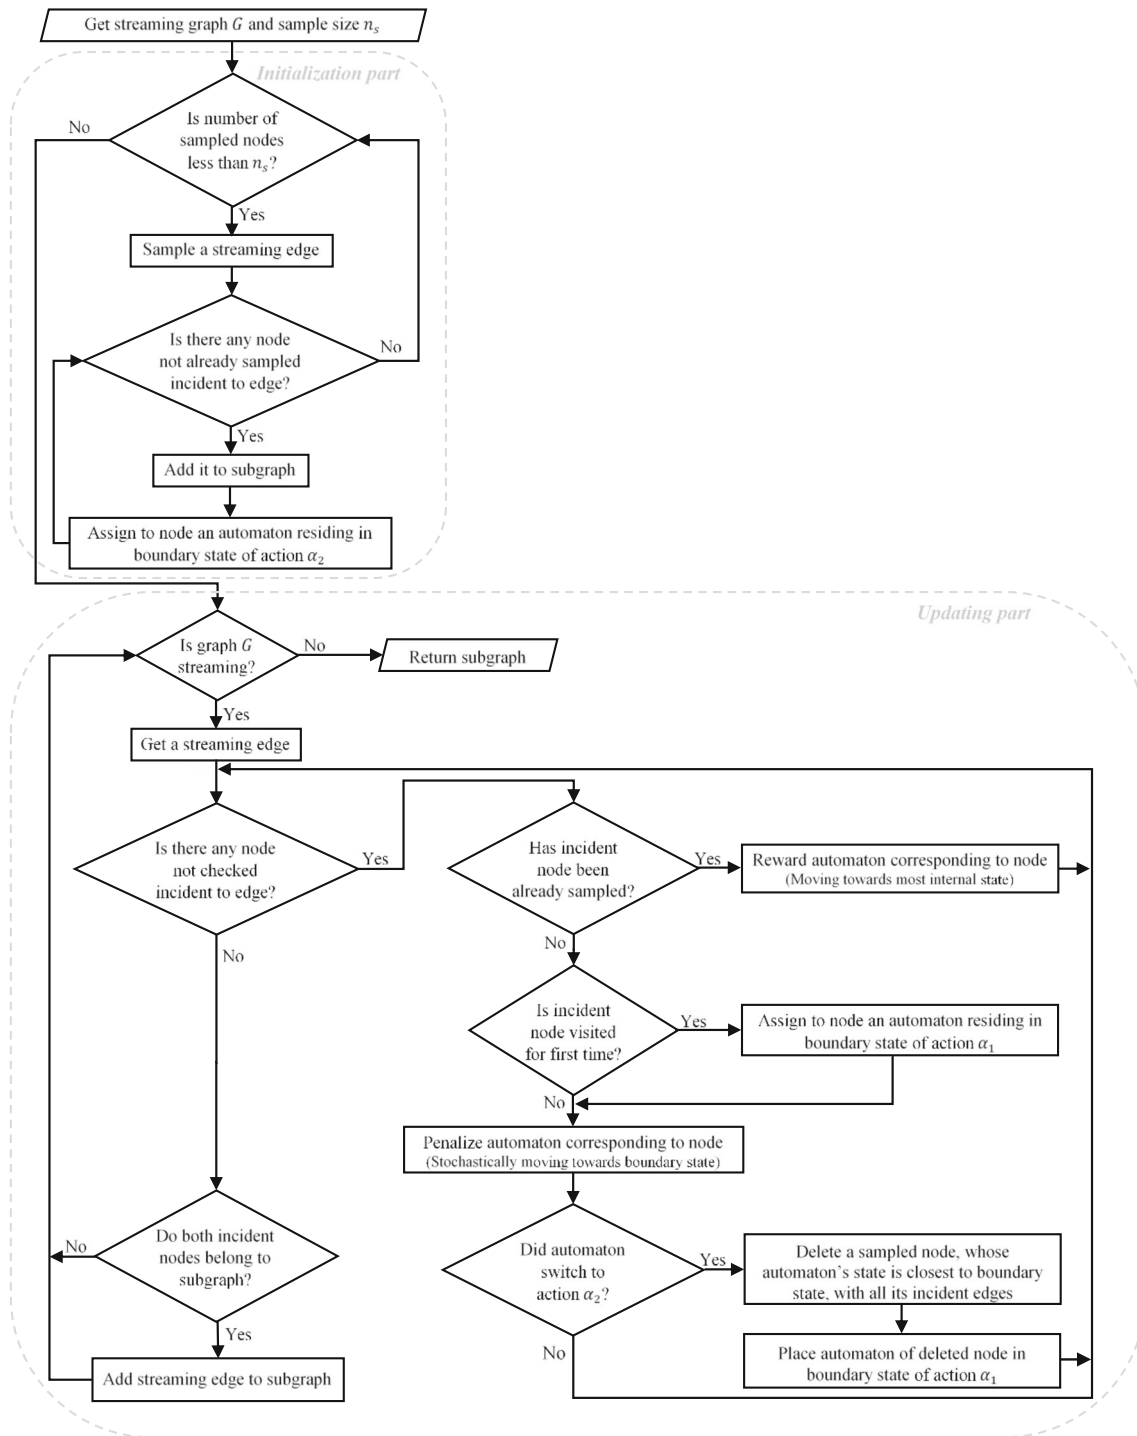 Get streaming graph G and sample size nₛ
Initialization part
Is number of
sampled nodes
less than nₛ?
No
Yes
Sample a streaming edge
Is there any node
not already sampled
incident to edge?
No
Yes
Add it to subgraph
Assign to node an automaton residing in
boundary state of action α₂
Updating part
Is graph G
streaming?
No
Return subgraph
Yes
Get a streaming edge
Is there any node
not checked
incident to edge?
Yes
Has incident
node been
already sampled?
Yes
Reward automaton corresponding to node
(Moving towards most internal state)
No
No
Is incident
node visited
for first time?
Yes
Assign to node an automaton residing in
boundary state of action α₁
No
Penalize automaton corresponding to node
(Stochastically moving towards boundary state)
Did automaton
switch to
action α₂?
Yes
Delete a sampled node, whose
automaton's state is closest to boundary
state, with all its incident edges
No
Place automaton of deleted node in
boundary state of action α₁
Do both incident
nodes belong to
subgraph?
No
Yes
Add streaming edge to subgraph